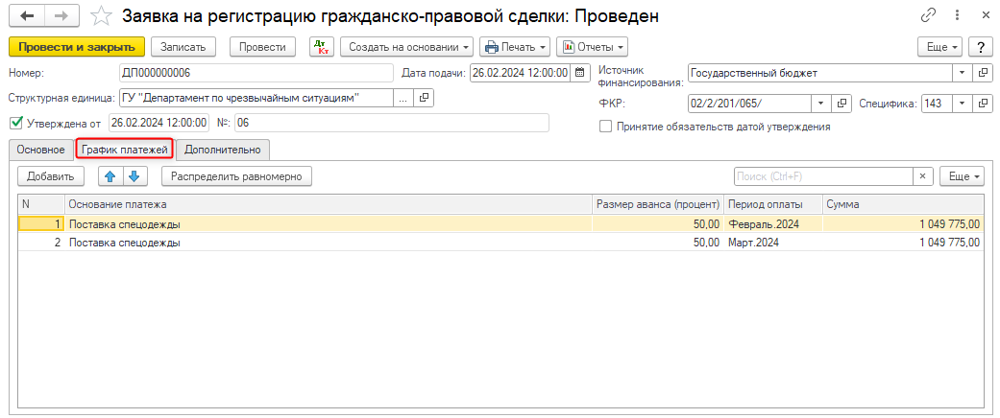 Заявка на регистрацию гражданско-правовой сделки: Проведен
Провести и закрыть Записать Провести Дт Кт Создать на основании Печать Отчеты Еще ?
Номер: ДП000000006 Дата подачи: 26.02.2024 12:00:00 Источник финансирования: Государственный бюджет
Структурная единица: ГУ "Департамент по чрезвычайным ситуациям" ... ФКР: 02/2/201/065/ Специфика: 143
Утверждена от 26.02.2024 12:00:00 №: 06 Принятие обязательств датой утверждения
Основное График платежей Дополнительно
Добавить Распределить равномерно Поиск (Ctrl+F) × Еще
N Основание платежа Размер аванса (процент) Период оплаты Сумма
1 Поставка спецодежды 50,00 Февраль.2024 1 049 775,00
2 Поставка спецодежды 50,00 Март.2024 1 049 775,00